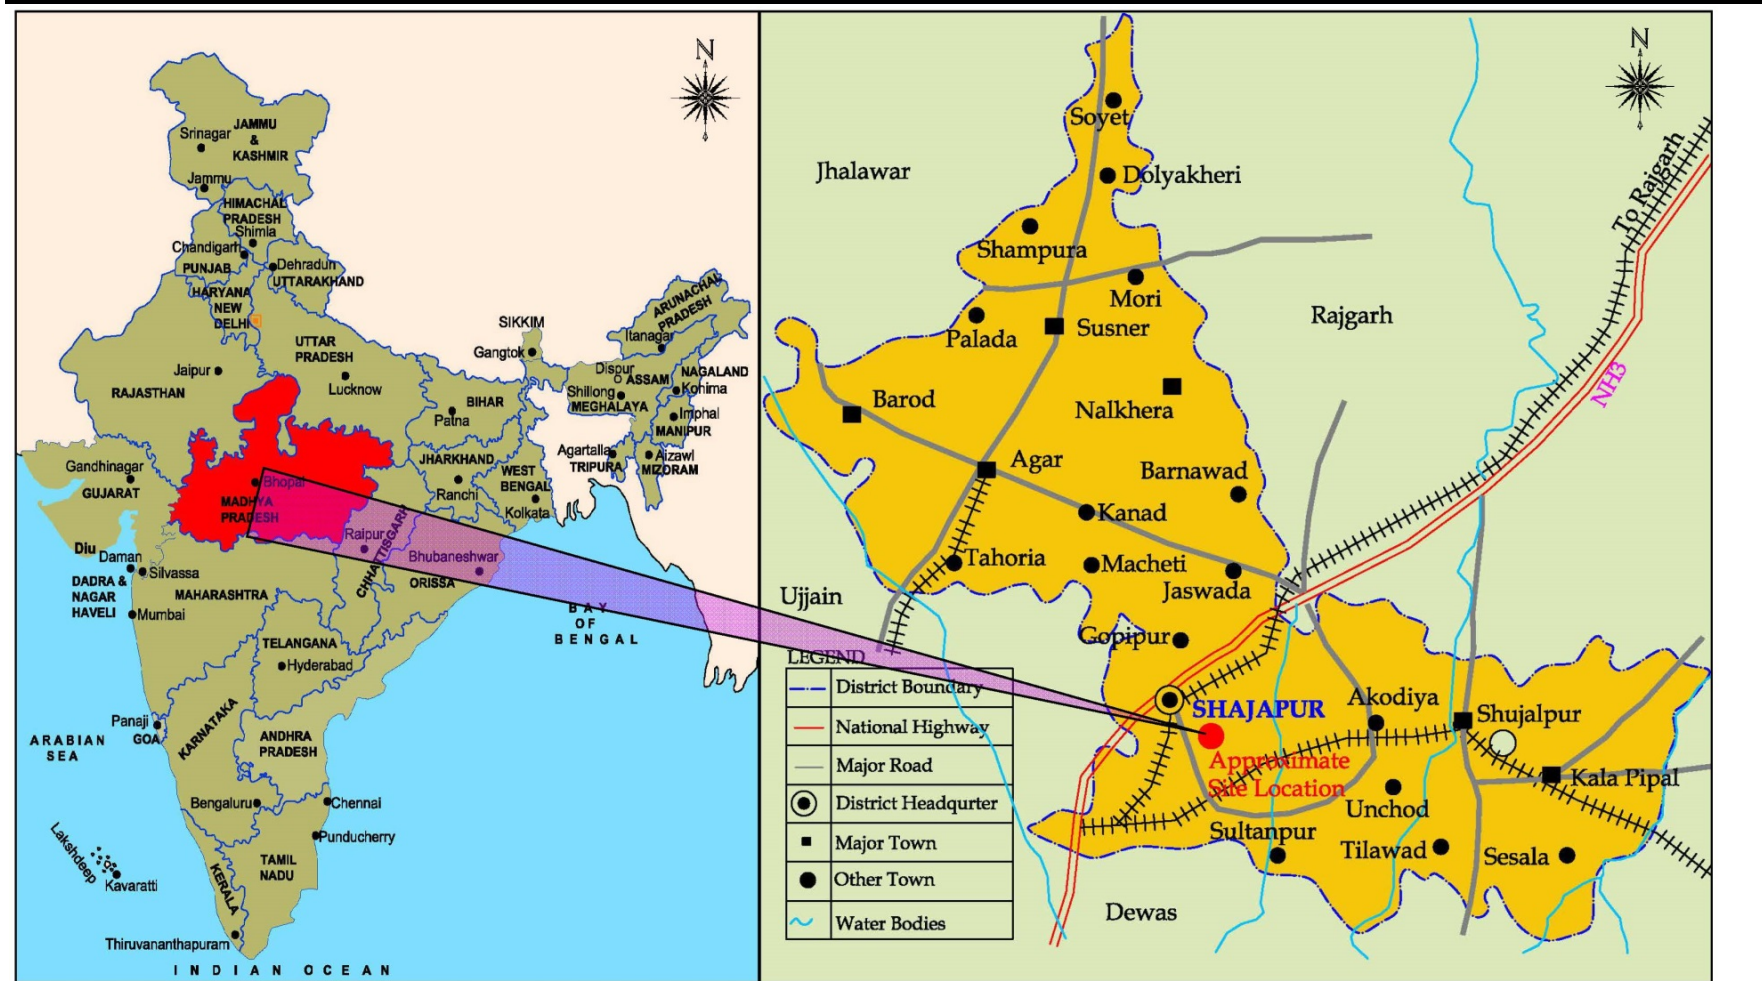 N
JAMMU
&
KASHMIR
Srinagar
Jammu
HIMACHAL
PRADESH
Shimla
Chandigarh
PUNJAB
Dehradun
UTTARAKHAND
HARYANA
NEW
DELHI
UTTAR
PRADESH
Lucknow
Jaipur
RAJASTHAN
SIKKIM
Gangtok
ARUNACHAL
PRADESH
Itanagar
Dispur
ASSAM
NAGALAND
Kohima
Shillong
MEGHALAYA
Imphal
MANIPUR
Agartalla
TRIPURA
Aizawl
MIZORAM
BIHAR
Patna
JHARKHAND
Ranchi
WEST
BENGAL
Kolkata
Gandhinagar
GUJARAT
Bhopal
MADHYA
PRADESH
Raipur
CHHATTISGARH
Bhubaneshwar
ORISSA
Diu
Daman
Silvassa
DADRA &
NAGAR
HAVELI
MAHARASHTRA
Mumbai
BAY
OF
BENGAL
TELANGANA
Hyderabad
Panaji
GOA
KARNATAKA
ANDHRA
PRADESH
ARABIAN
SEA
Bengaluru
Chennai
Punducherry
Lakshdeep
Kavaratti
TAMIL
NADU
KERALA
Thiruvananthapuram
INDIAN OCEAN
N
Soyet
Jhalawar
Dolyakheri
To Rajgarh
Shampura
Mori
Rajgarh
Palada
Susner
NH3
Barod
Nalkhera
Agar
Barnawad
Kanad
Tahoria
Macheti
Jaswada
Ujjain
Gopipur
SHAJAPUR
Akodiya
Shujalpur
Approximate
Site Location
Kala Pipal
Unchod
Sultanpur
Tilawad
Sesala
Dewas
LEGEND
District Boundary
National Highway
Major Road
District Headqurter
Major Town
Other Town
Water Bodies